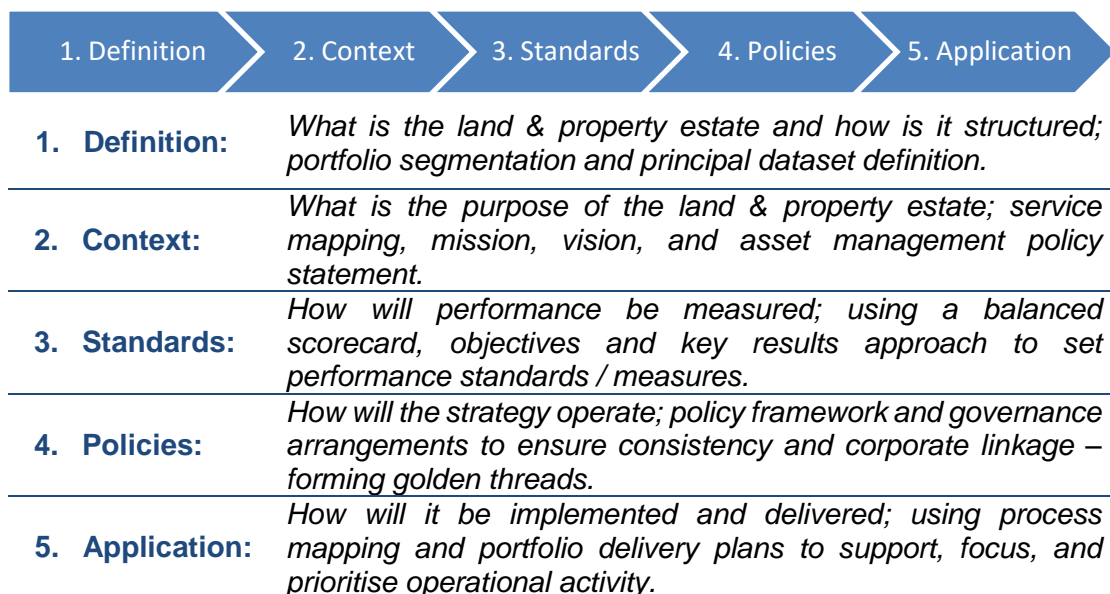 1. Definition
2. Context
3. Standards
4. Policies
5. Application
1. Definition:
What is the land & property estate and how is it structured;
portfolio segmentation and principal dataset definition.
2. Context:
What is the purpose of the land & property estate; service
mapping, mission, vision, and asset management policy
statement.
3. Standards:
How will performance be measured; using a balanced
scorecard, objectives and key results approach to set
performance standards / measures.
4. Policies:
How will the strategy operate; policy framework and governance
arrangements to ensure consistency and corporate linkage –
forming golden threads.
5. Application:
How will it be implemented and delivered; using process
mapping and portfolio delivery plans to support, focus, and
prioritise operational activity.